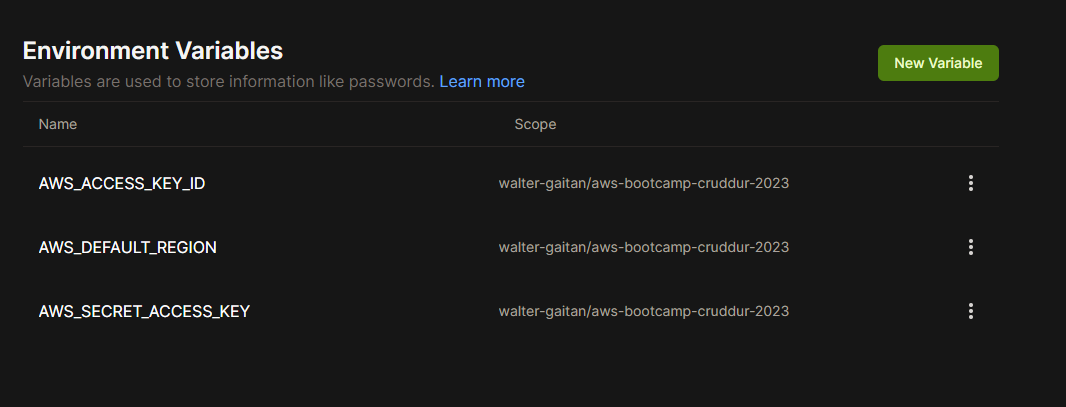 Environment Variables
Variables are used to store information like passwords. Learn more
New Variable
Name Scope
AWS_ACCESS_KEY_ID walter-gaitan/aws-bootcamp-cruddur-2023
AWS_DEFAULT_REGION walter-gaitan/aws-bootcamp-cruddur-2023
AWS_SECRET_ACCESS_KEY walter-gaitan/aws-bootcamp-cruddur-2023